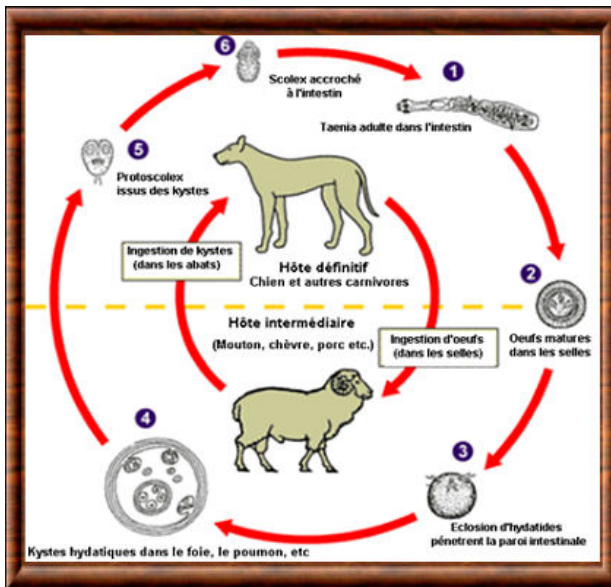 6
Scolex accroché
à l'intestin
1
Taenia adulte dans l'intestin
5
Protoscolex
issus des kystes
Ingestion de kystes
(dans les abats)
Hôte définitif
Chien et autres carnivores
2
Oeufs matures
dans les selles
Hôte intermédiaire
(Mouton, chèvre, porc etc.)
Ingestion d'oeufs
(dans les selles)
4
3
Eclosion d'hydatides
pénetrent la paroi intestinale
Kystes hydatiques dans le foie, le poumon, etc